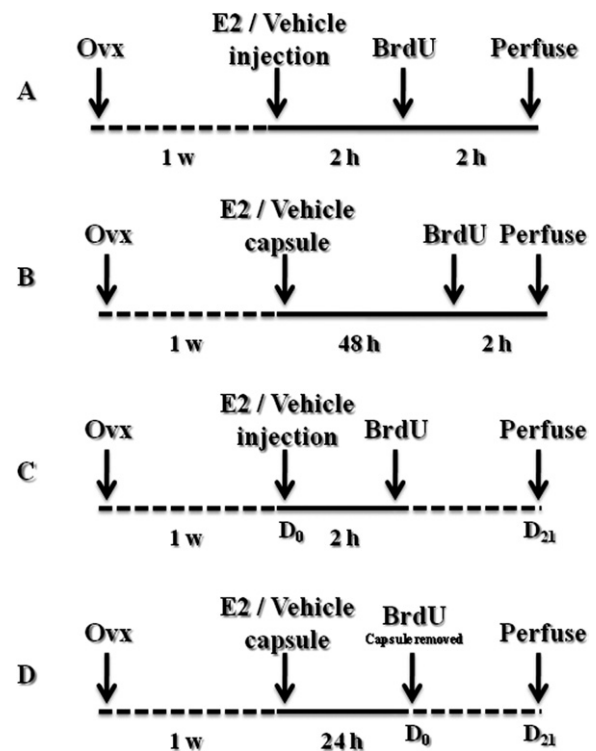 E2 / Vehicle
Ovx injection BrdU Perfuse
A
1 w 2 h 2 h
E2 / Vehicle
Ovx capsule BrdU Perfuse
B
1 w 48 h 2 h
E2 / Vehicle
Ovx injection BrdU Perfuse
C
1 w D0 2 h D21
E2 / Vehicle BrdU
Ovx capsule Capsule removed Perfuse
D
1 w 24 h D0 D21